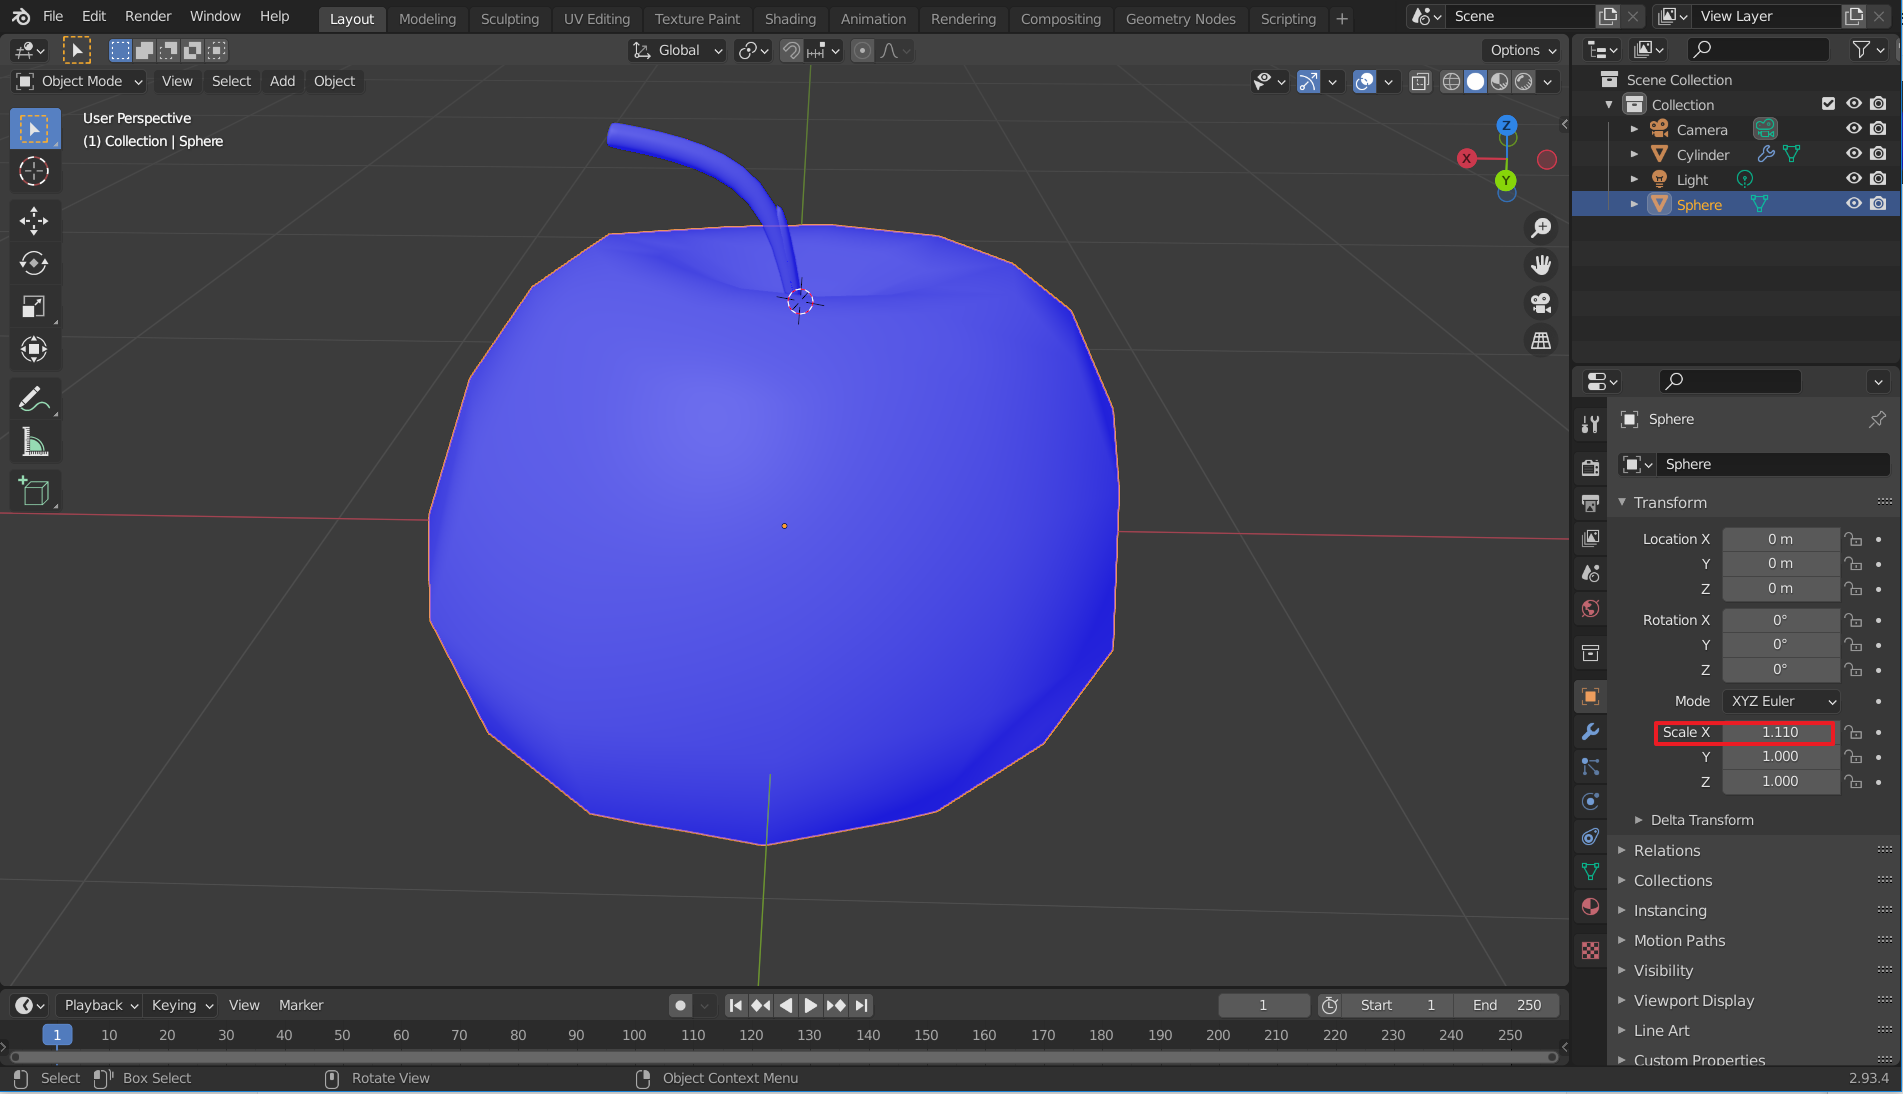 File Edit Render Window Help Layout Modeling Sculpting UV Editing Texture Paint Shading Animation Rendering Compositing Geometry Nodes Scripting + Scene View Layer
Global Options
Object Mode View Select Add Object
User Perspective
(1) Collection | Sphere
Z
X
Y
Scene Collection
Collection
Camera
Cylinder
Light
Sphere
Sphere
Sphere
Transform
Location X 0 m
Y 0 m
Z 0 m
Rotation X 0°
Y 0°
Z 0°
Mode XYZ Euler
Scale X 1.110
Y 1.000
Z 1.000
Delta Transform
Relations
Collections
Instancing
Motion Paths
Visibility
Viewport Display
Line Art
Custom Properties
Playback Keying View Marker 1 Start 1 End 250
1 10 20 30 40 50 60 70 80 90 100 110 120 130 140 150 160 170 180 190 200 210 220 230 240 250
Select Box Select Rotate View Object Context Menu 2.93.4